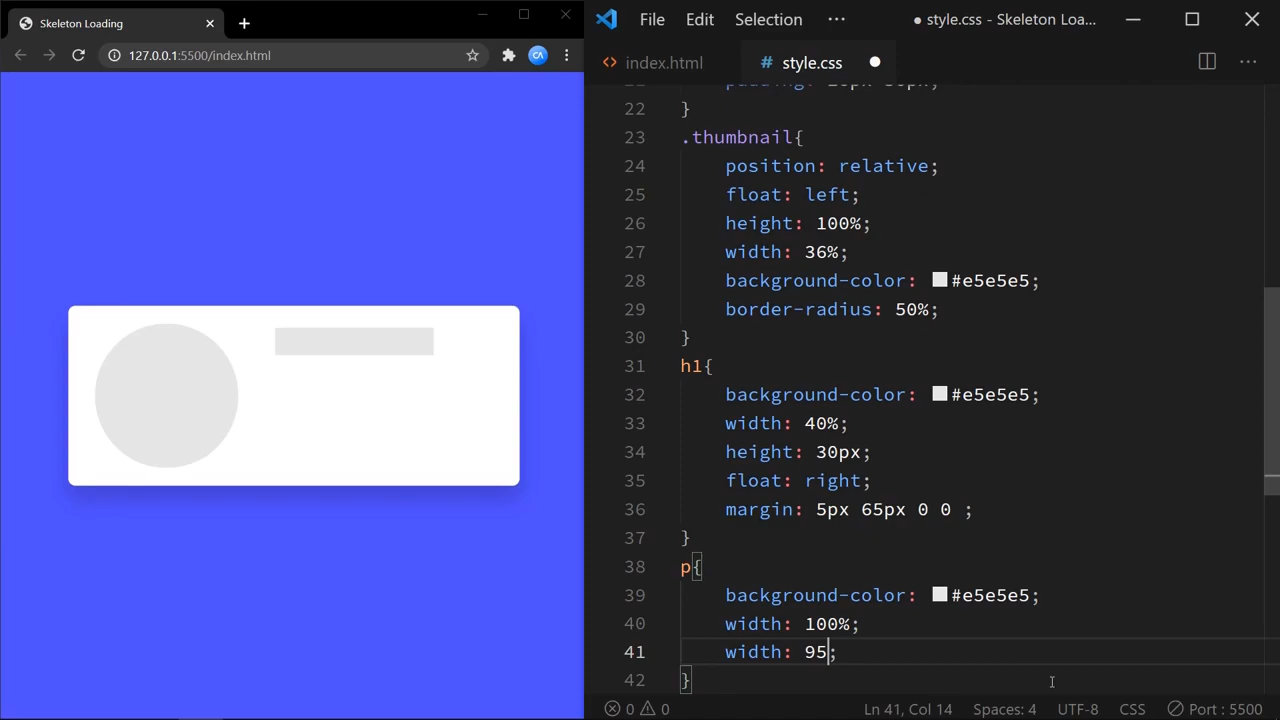 Skeleton Loading
127.0.0.1:5500/index.html
CA
File Edit Selection ··· ● style.css - Skeleton Loa...
<> index.html
# style.css ●
22 }
23 .thumbnail{
24 position: relative;
25 float: left;
26 height: 100%;
27 width: 36%;
28 background-color: #e5e5e5;
29 border-radius: 50%;
30 }
31 h1{
32 background-color: #e5e5e5;
33 width: 40%;
34 height: 30px;
35 float: right;
36 margin: 5px 65px 0 0 ;
37 }
38 p{
39 background-color: #e5e5e5;
40 width: 100%;
41 width: 95;
42 }
0 0 Ln 41, Col 14 Spaces: 4 UTF-8 CSS Port : 5500